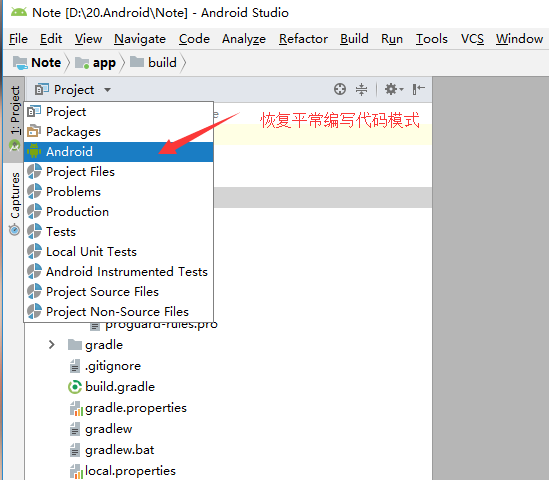 Note [D:\20.Android\Note] - Android Studio
File Edit View Navigate Code Analyze Refactor Build Run Tools VCS Window
Note app build
1: Project
Captures
Project
Project
恢复平常编写代码模式
Packages
Android
Project Files
Problems
Production
Tests
Local Unit Tests
Android Instrumented Tests
Project Source Files
Project Non-Source Files
proguard-rules.pro
gradle
.gitignore
build.gradle
gradle.properties
gradlew
gradlew.bat
local.properties